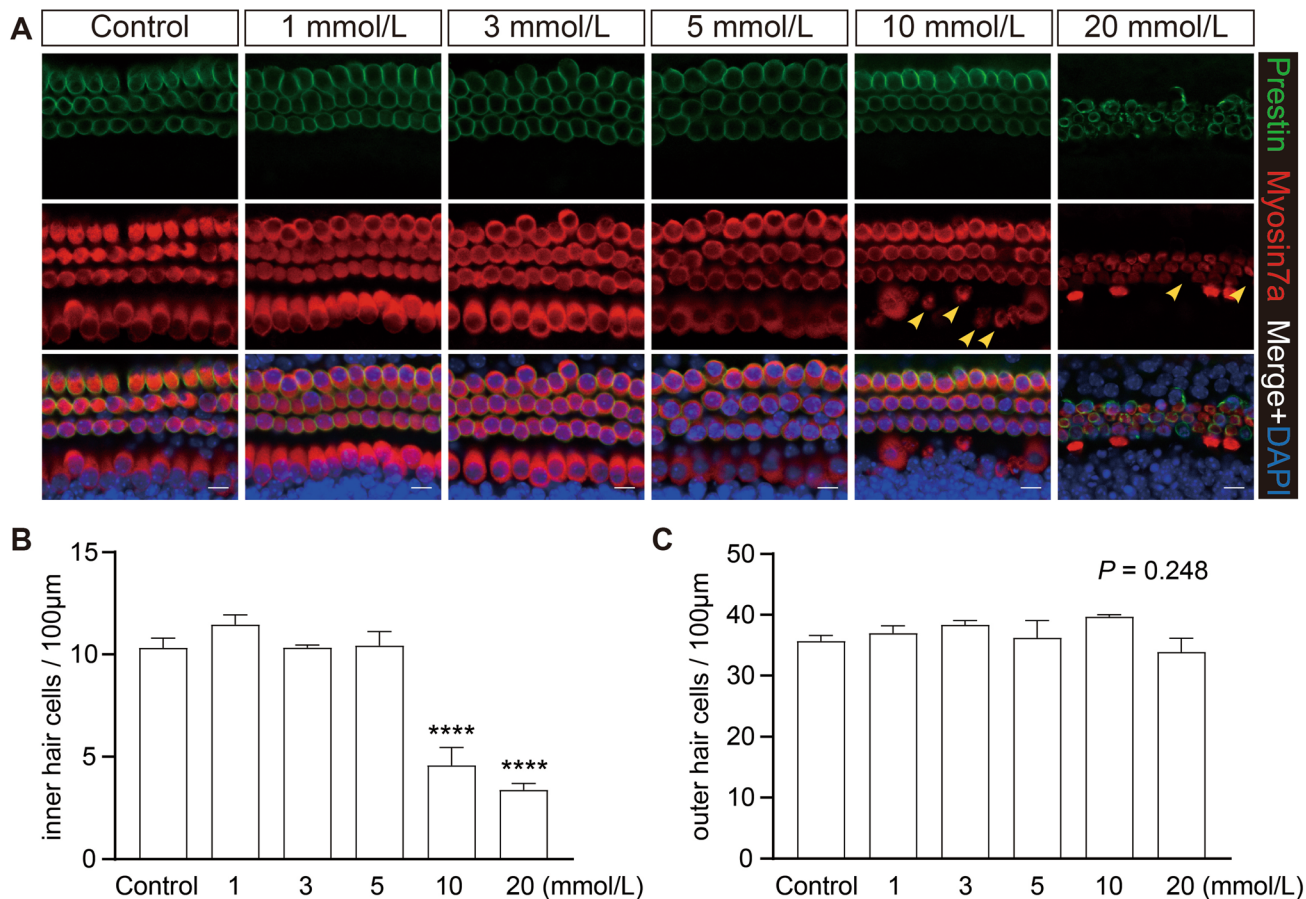 A
Control
1 mmol/L
3 mmol/L
5 mmol/L
10 mmol/L
20 mmol/L
Prestin Myosin7a Merge+DAPI
B
inner hair cells / 100μm
15
10
5
0
****
****
Control 1 3 5 10 20 (mmol/L)
C
outer hair cells / 100μm
50
40
30
20
10
0
P = 0.248
Control 1 3 5 10 20 (mmol/L)